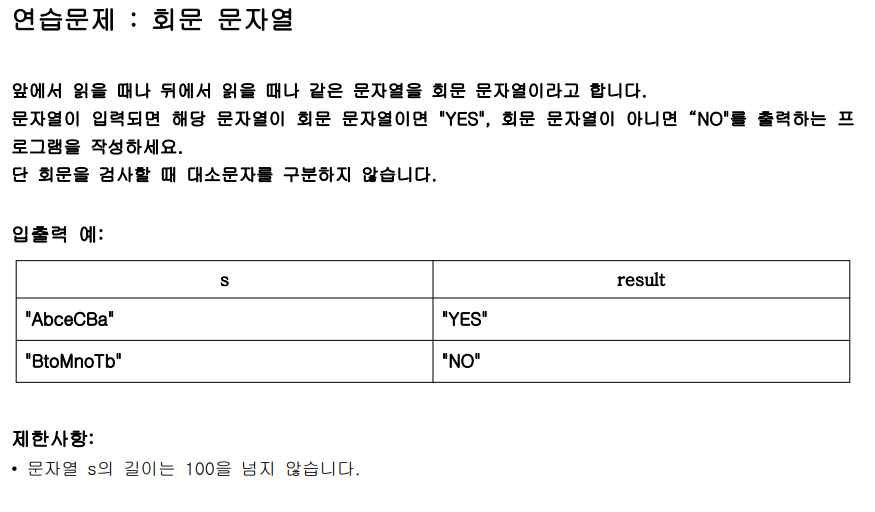 연습문제 : 회문 문자열
앞에서 읽을 때나 뒤에서 읽을 때나 같은 문자열을 회문 문자열이라고 합니다.
문자열이 입력되면 해당 문자열이 회문 문자열이면 "YES", 회문 문자열이 아니면 “NO"를 출력하는 프
로그램을 작성하세요.
단 회문을 검사할 때 대소문자를 구분하지 않습니다.
입출력 예:
s result
"AbceCBa" "YES"
"BtoMnoTb" "NO"
제한사항:
• 문자열 s의 길이는 100을 넘지 않습니다.